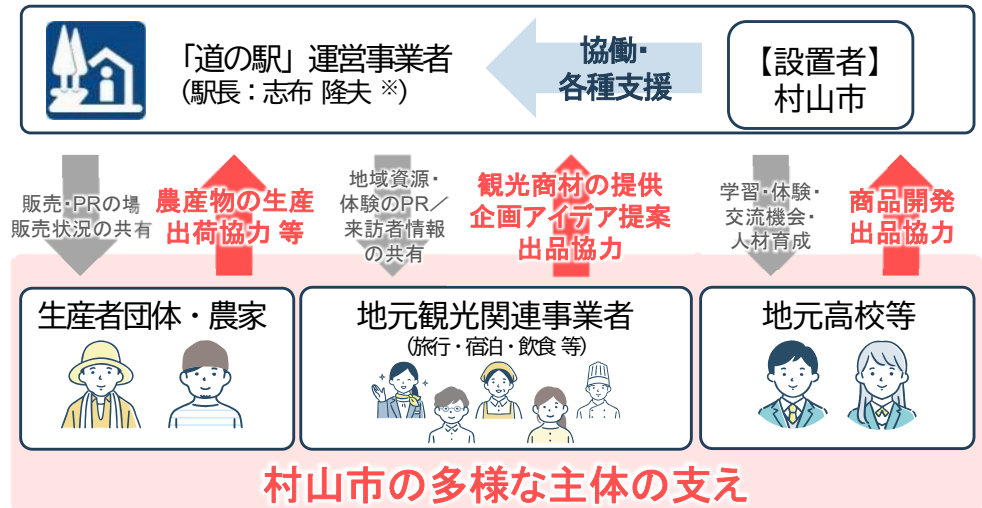 「道の駅」運営事業者
(駅長：志布 隆夫 ※)
協働・
各種支援
【設置者】
村山市
販売・PRの場
販売状況の共有
農産物の生産
出荷協力 等
地域資源・
体験のPR／
来訪者情報
の共有
観光商材の提供
企画アイデア提案
出品協力
学習・体験・
交流機会・
人材育成
商品開発
出品協力
生産者団体・農家
地元観光関連事業者
(旅行・宿泊・飲食 等)
地元高校等
村山市の多様な主体の支え